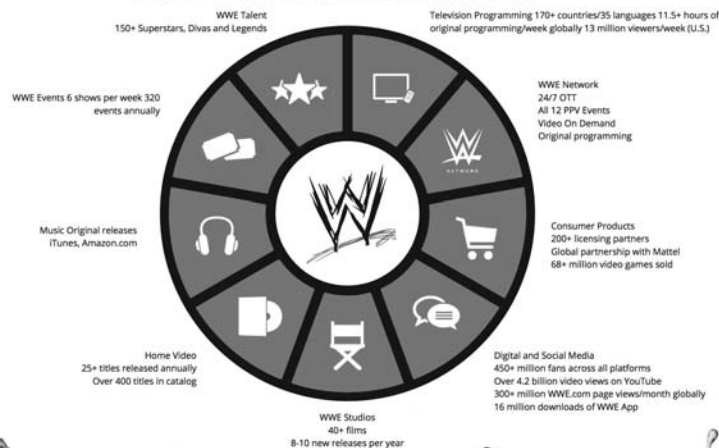 WWE Talent
150+ Superstars, Divas and Legends
Television Programming 170+ countries/35 languages 11.5+ hours of
original programming/week globally 13 million viewers/week (U.S.)
WWE Network
24/7 OTT
All 12 PPV Events
Video On Demand
Original programming
Consumer Products
200+ licensing partners
Global partnership with Mattel
68+ million video games sold
Digital and Social Media
450+ million fans across all platforms
Over 4.2 billion video views on YouTube
300+ million WWE.com page views/month globally
16 million downloads of WWE App
WWE Studios
40+ films
8-10 new releases per year
Home Video
25+ titles released annually
Over 400 titles in catalog
Music Original releases
iTunes, Amazon.com
WWE Events 6 shows per week 320
events annually
W
NETWORK
W